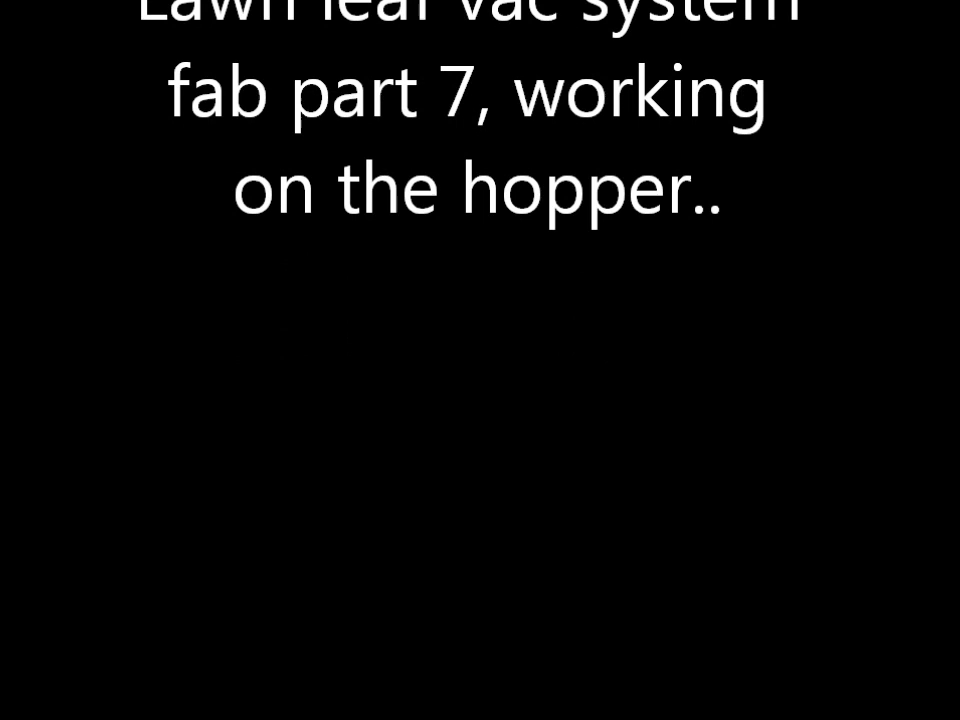 Lawn leaf vac system
fab part 7, working
on the hopper..